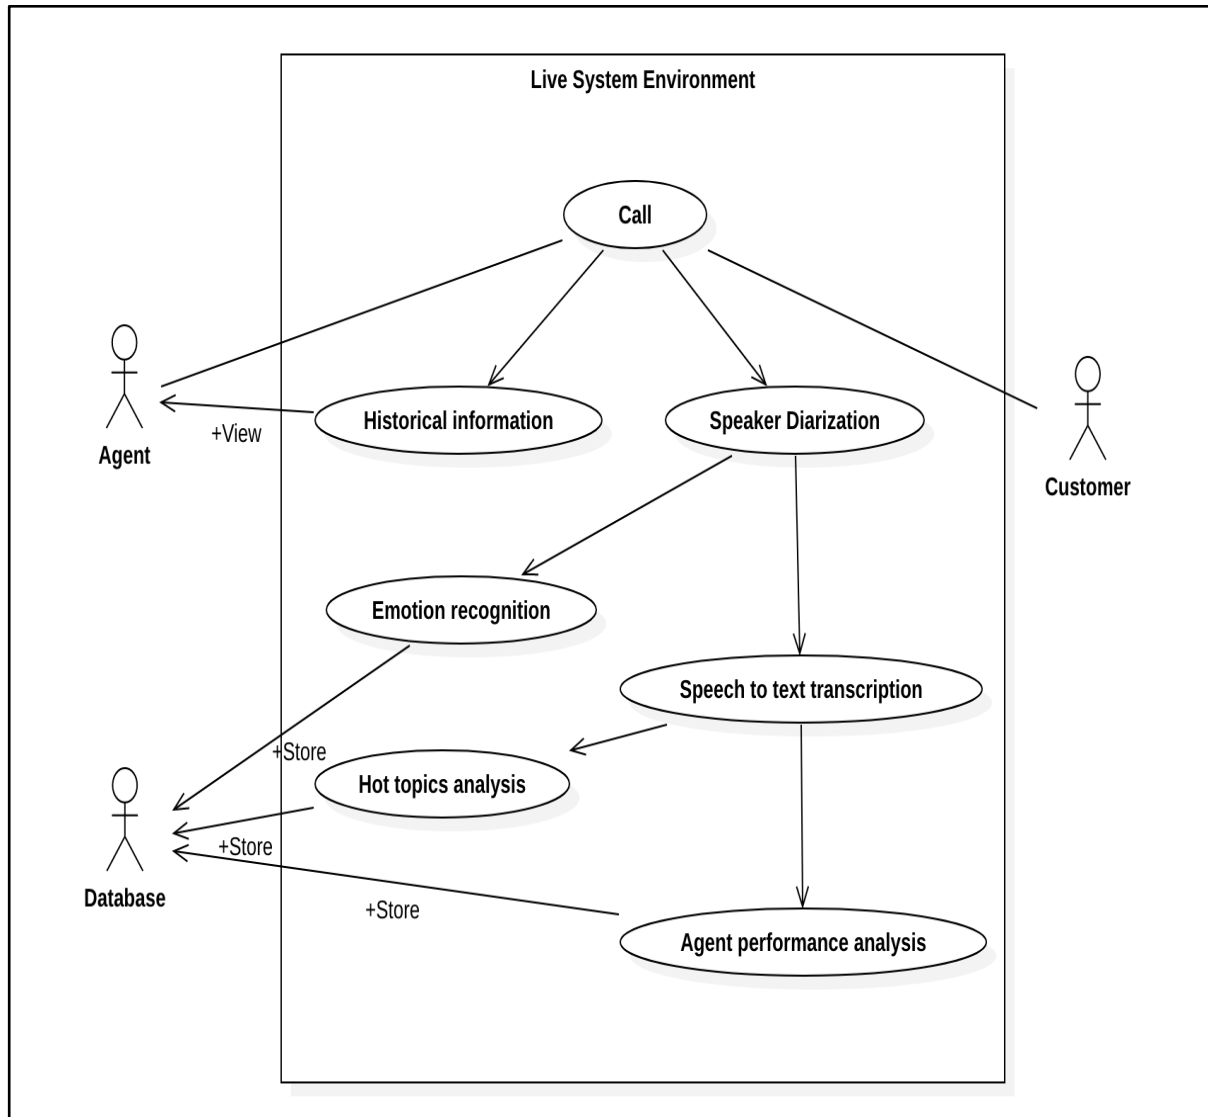 Live System Environment
Call
Historical information
Speaker Diarization
+View
Agent
Customer
Emotion recognition
Speech to text transcription
+Store
Hot topics analysis
+Store
Database
+Store
Agent performance analysis